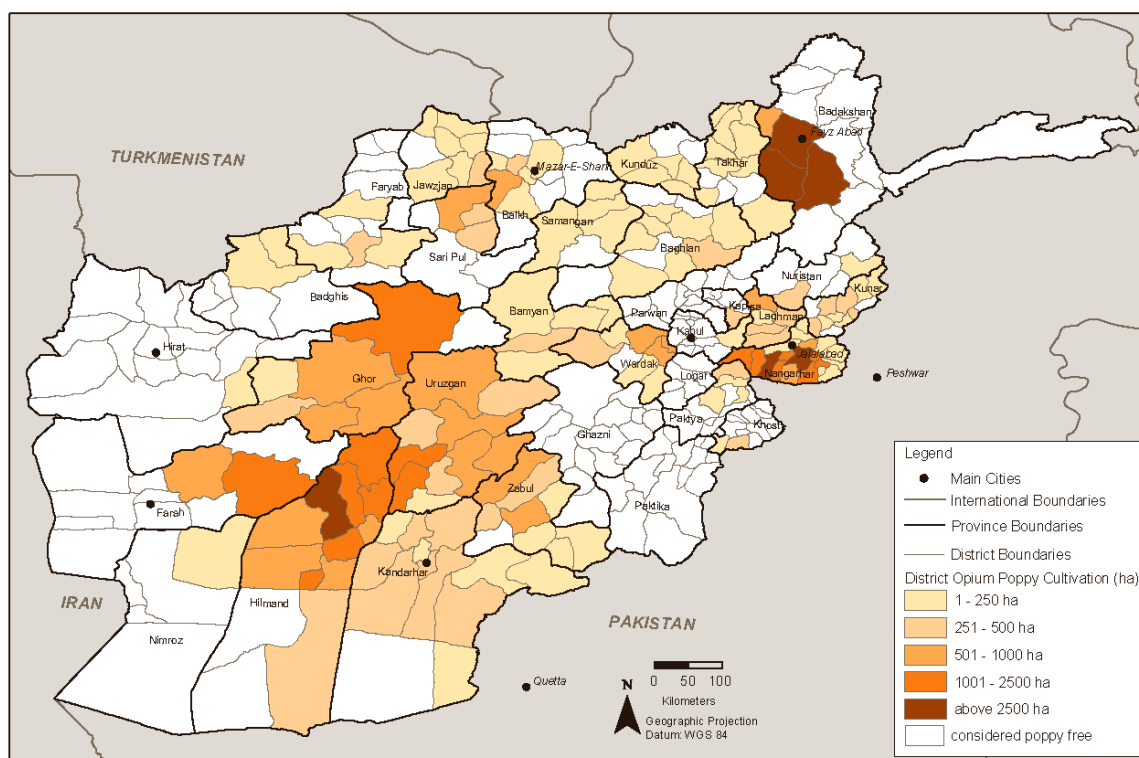 Badakshan
Fayz Abad
TURKMENISTAN
Mazar-E-Sharif
Kunduz
Takhar
Faryab
Jawzjan
Balkh
Samangan
Baghlan
Sari Pul
Nuristan
Badghis
Kunar
Bamyan
Parwan
Kapisa
Laghman
Kabul
Hirat
Jalalabad
Wardak
Nangarhar
Peshwar
Ghor
Uruzgan
Logar
Paktya
Khost
Ghazni
Zabul
Paktika
Farah
Kandarhar
IRAN
Hilmand
Nimroz
PAKISTAN
Quetta
N
0 50 100
Kilometers
Geographic Projection
Datum: WGS 84
Legend
Main Cities
International Boundaries
Province Boundaries
District Boundaries
District Opium Poppy Cultivation (ha)
1 - 250 ha
251 - 500 ha
501 - 1000 ha
1001 - 2500 ha
above 2500 ha
considered poppy free